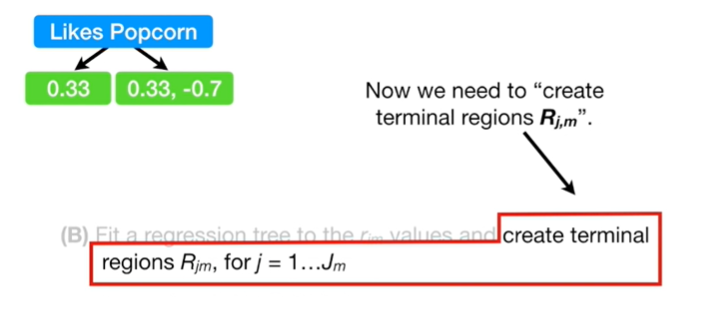 Likes Popcorn
0.33
0.33, -0.7
Now we need to “create
terminal regions Rj,m”.
(B) Fit a regression tree to the rim values and create terminal
regions Rjm, for j = 1…Jm